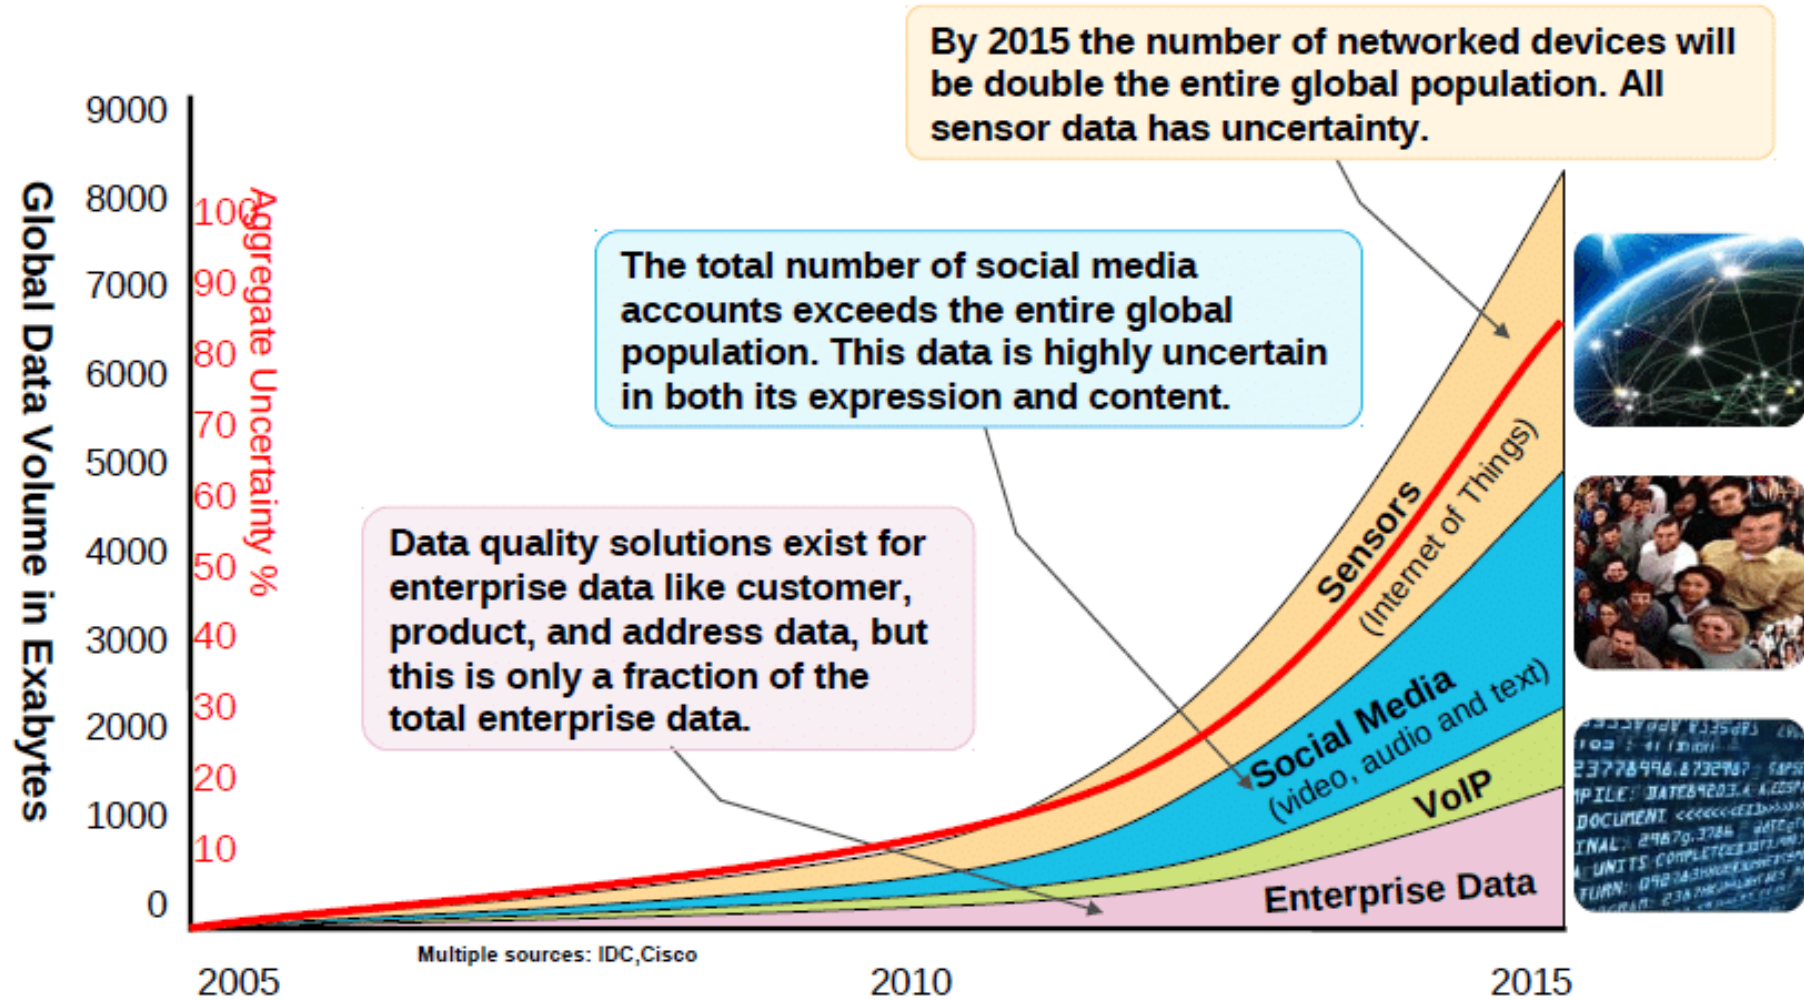 By 2015 the number of networked devices will
be double the entire global population. All
sensor data has uncertainty.
9000
8000
7000
6000
5000
4000
3000
2000
1000
0
Global Data Volume in Exabytes
100
90
80
70
60
50
40
30
20
10
Aggregate Uncertainty %
The total number of social media
accounts exceeds the entire global
population. This data is highly uncertain
in both its expression and content.
Data quality solutions exist for
enterprise data like customer,
product, and address data, but
this is only a fraction of the
total enterprise data.
Sensors
(Internet of Things)
Social Media
(video, audio and text)
VoIP
Enterprise Data
Multiple sources: IDC,Cisco
2005
2010
2015
DOCUMENT